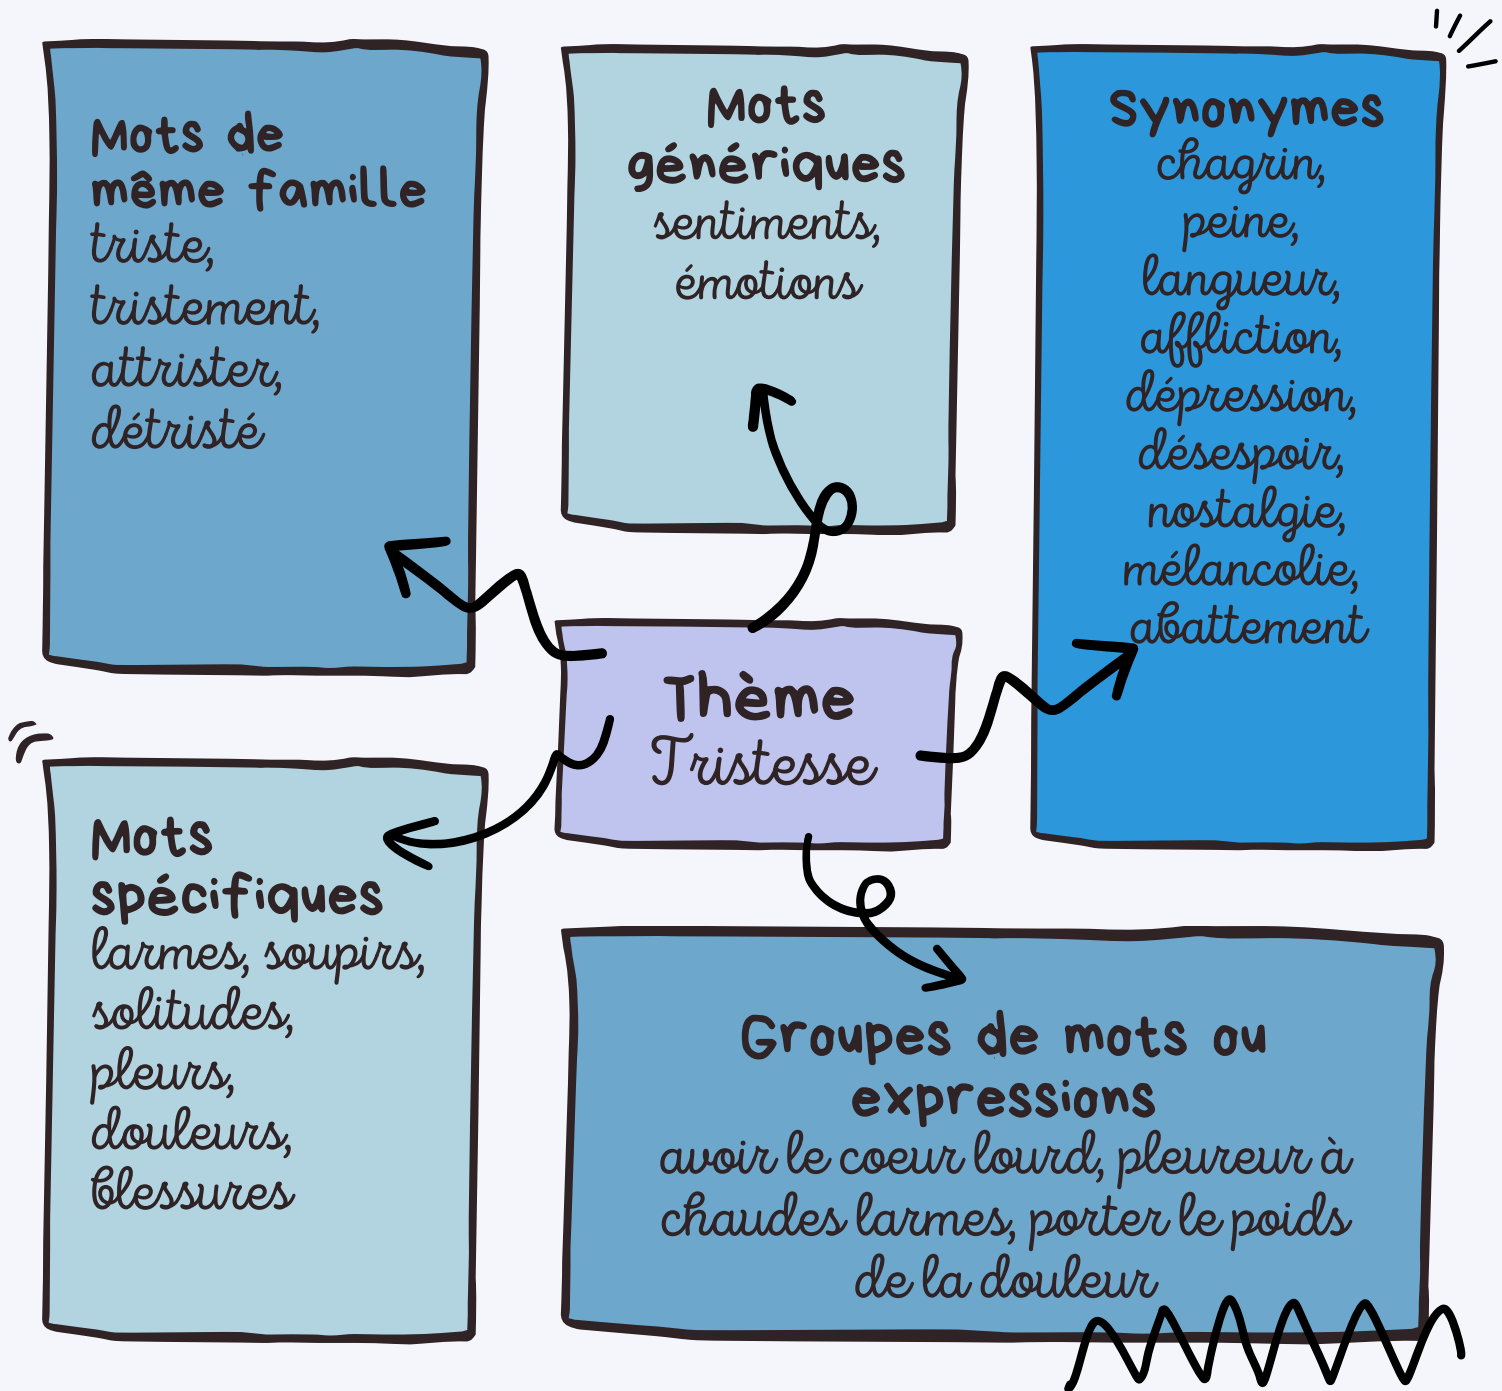 Mots de
même famille
triste,
tristement,
attrister,
détristé
Mots
génériques
sentiments,
émotions
Synonymes
chagrin,
peine,
langueur,
affliction,
dépression,
désespoir,
nostalgie,
mélancolie,
abattement
Thème
Tristesse
Mots
spécifiques
larmes, soupirs,
solitudes,
pleurs,
douleurs,
blessures
Groupes de mots ou
expressions
avoir le coeur lourd, pleureur à
chaudes larmes, porter le poids
de la douleur